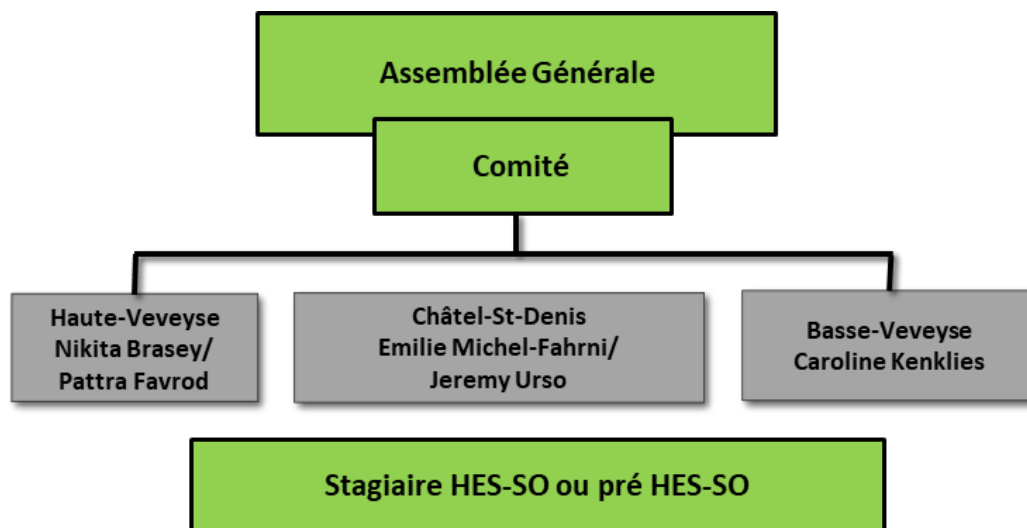 Assemblée Générale
Comité
Haute-Veveyse
Nikita Brasey/
Pattra Favrod
Châtel-St-Denis
Emilie Michel-Fahrni/
Jeremy Urso
Basse-Veveyse
Caroline Kenklies
Stagiaire HES-SO ou pré HES-SO